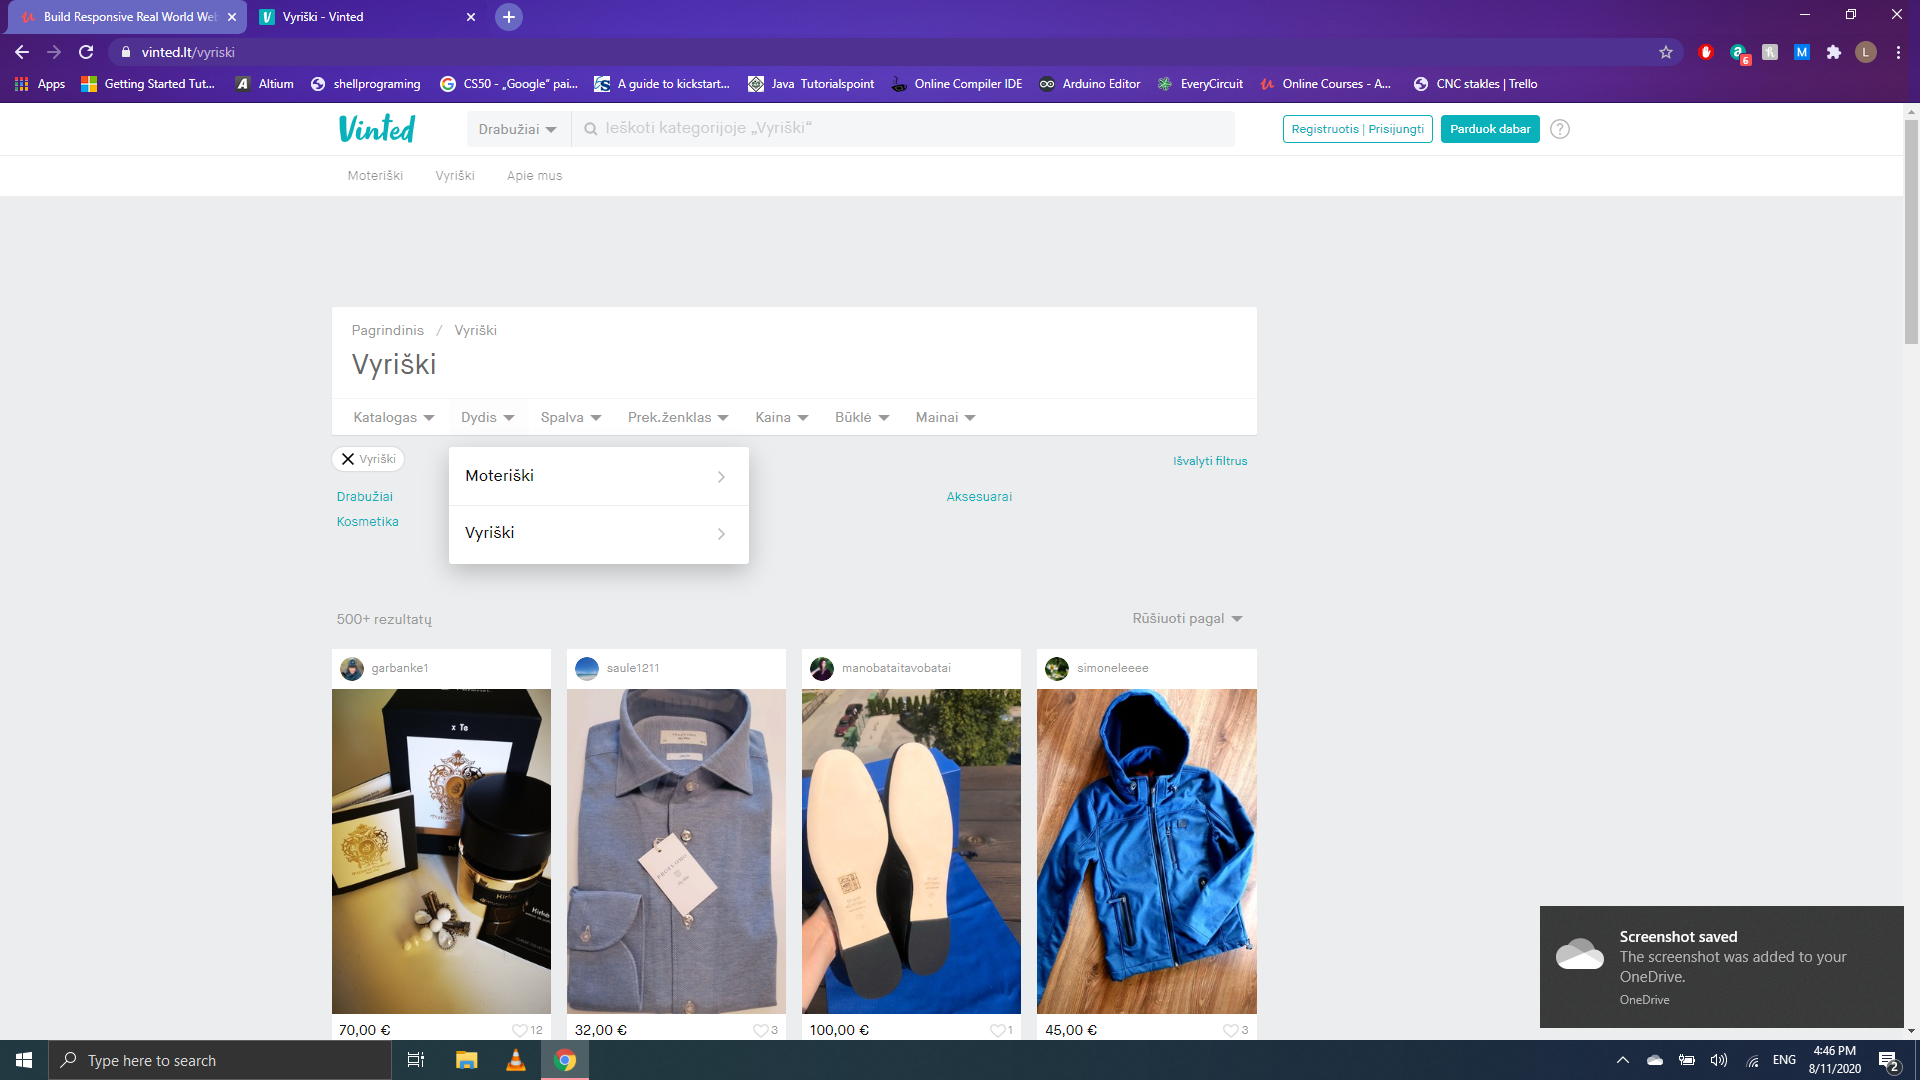 Build Responsive Real World Web
Vyriški - Vinted
vinted.lt/vyriski
6
M
L
Apps
Getting Started Tut...
Altium
shellprograming
CS50 - „Google“ pai...
A guide to kickstart...
Java Tutorialspoint
Online Compiler IDE
Arduino Editor
EveryCircuit
Online Courses - A...
CNC stakles | Trello
Vinted
Drabužiai
Ieškoti kategorijoje „Vyriški“
Registruotis | Prisijungti
Parduok dabar
?
Moteriški
Vyriški
Apie mus
Pagrindinis / Vyriški
Vyriški
Katalogas
Dydis
Spalva
Prek.ženklas
Kaina
Būklė
Mainai
Vyriški
Moteriški
Vyriški
Išvalyti filtrus
Drabužiai
Aksesuarai
Kosmetika
500+ rezultatų
Rūšiuoti pagal
garbanke1
saule1211
manobataitavobatai
simoneleeee
x Te
Kirkè
70,00 €
12
32,00 €
3
100,00 €
1
45,00 €
3
Screenshot saved
The screenshot was added to your
OneDrive.
OneDrive
Type here to search
ENG
4:46 PM
8/11/2020
2